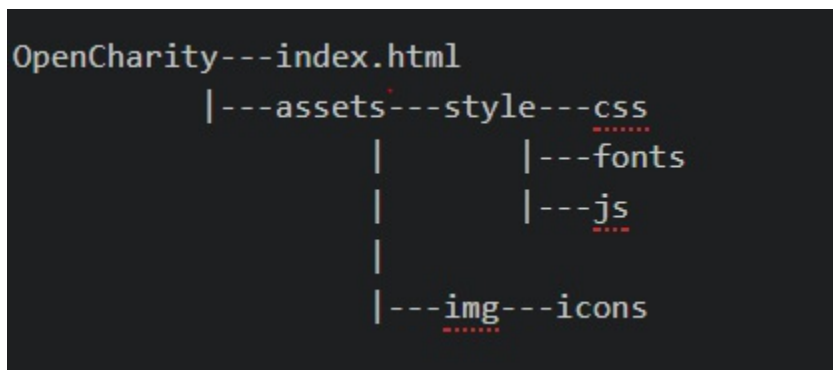 OpenCharity---index.html
|---assets---style---css
| |---fonts
| |---js
|
|---img---icons